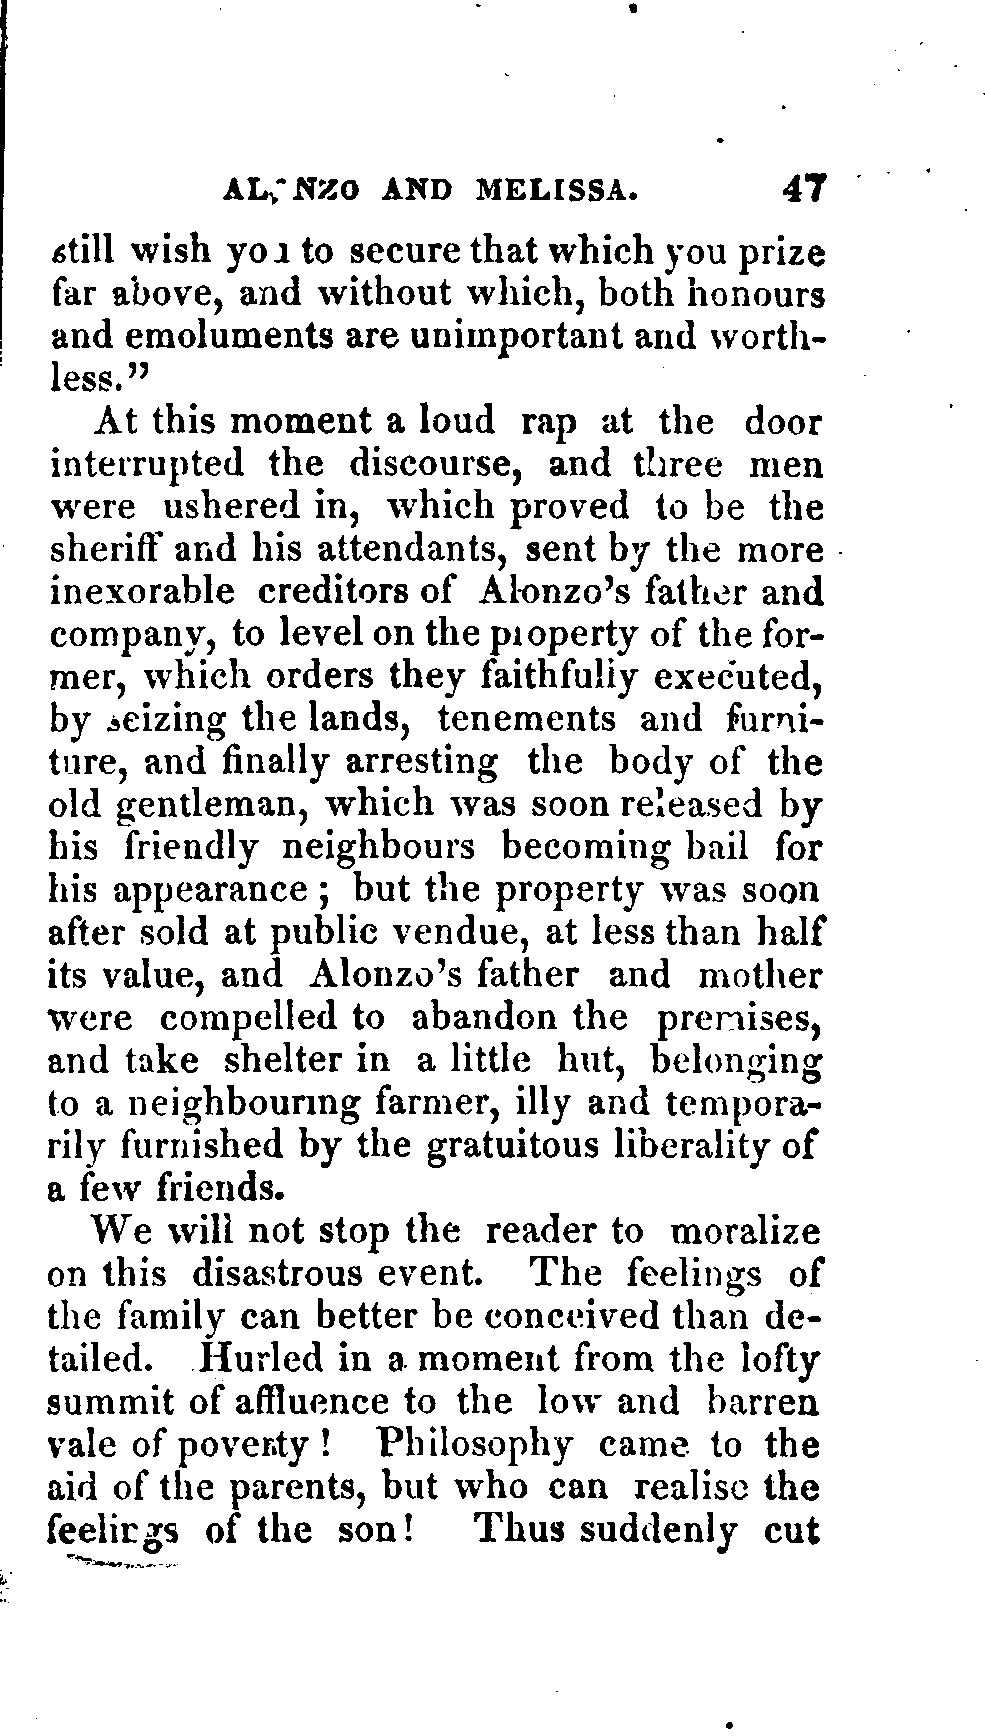 ALONZO AND MELISSA. 47
still wish you to secure that which you prize
far above, and without which, both honours
and emoluments are unimportant and worth-
less."
At this moment a loud rap at the door
interrupted the discourse, and three men
were ushered in, which proved to be the
sheriff and his attendants, sent by the more
inexorable creditors of Alonzo's father and
company, to level on the property of the for-
mer, which orders they faithfully executed,
by seizing the lands, tenements and furni-
ture, and finally arresting the body of the
old gentleman, which was soon released by
his friendly neighbours becoming bail for
his appearance; but the property was soon
after sold at public vendue, at less than half
its value, and Alonzo's father and mother
were compelled to abandon the premises,
and take shelter in a little hut, belonging
to a neighbouring farmer, illy and tempora-
rily furnished by the gratuitous liberality of
a few friends.
We will not stop the reader to moralize
on this disastrous event. The feelings of
the family can better be conceived than de-
tailed. Hurled in a moment from the lofty
summit of affluence to the low and barren
vale of poverty! Philosophy came to the
aid of the parents, but who can realise the
feelings of the son! Thus suddenly cut